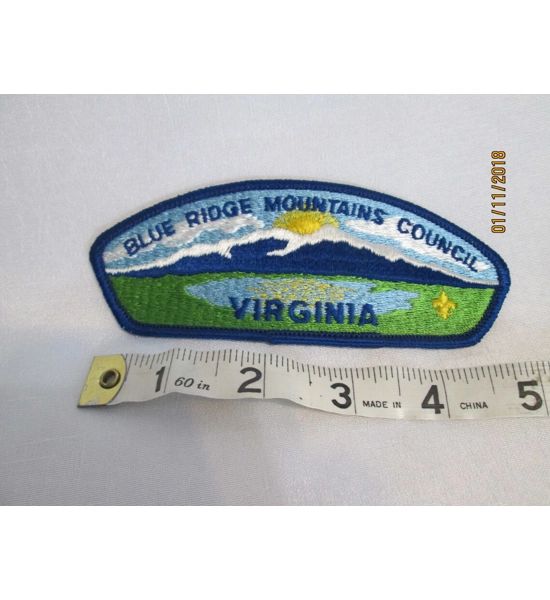 BLUE RIDGE MOUNTAINS COUNCIL
VIRGINIA
1 60 in 2 3 MADE IN 4 CHINA 5
01/11/2018